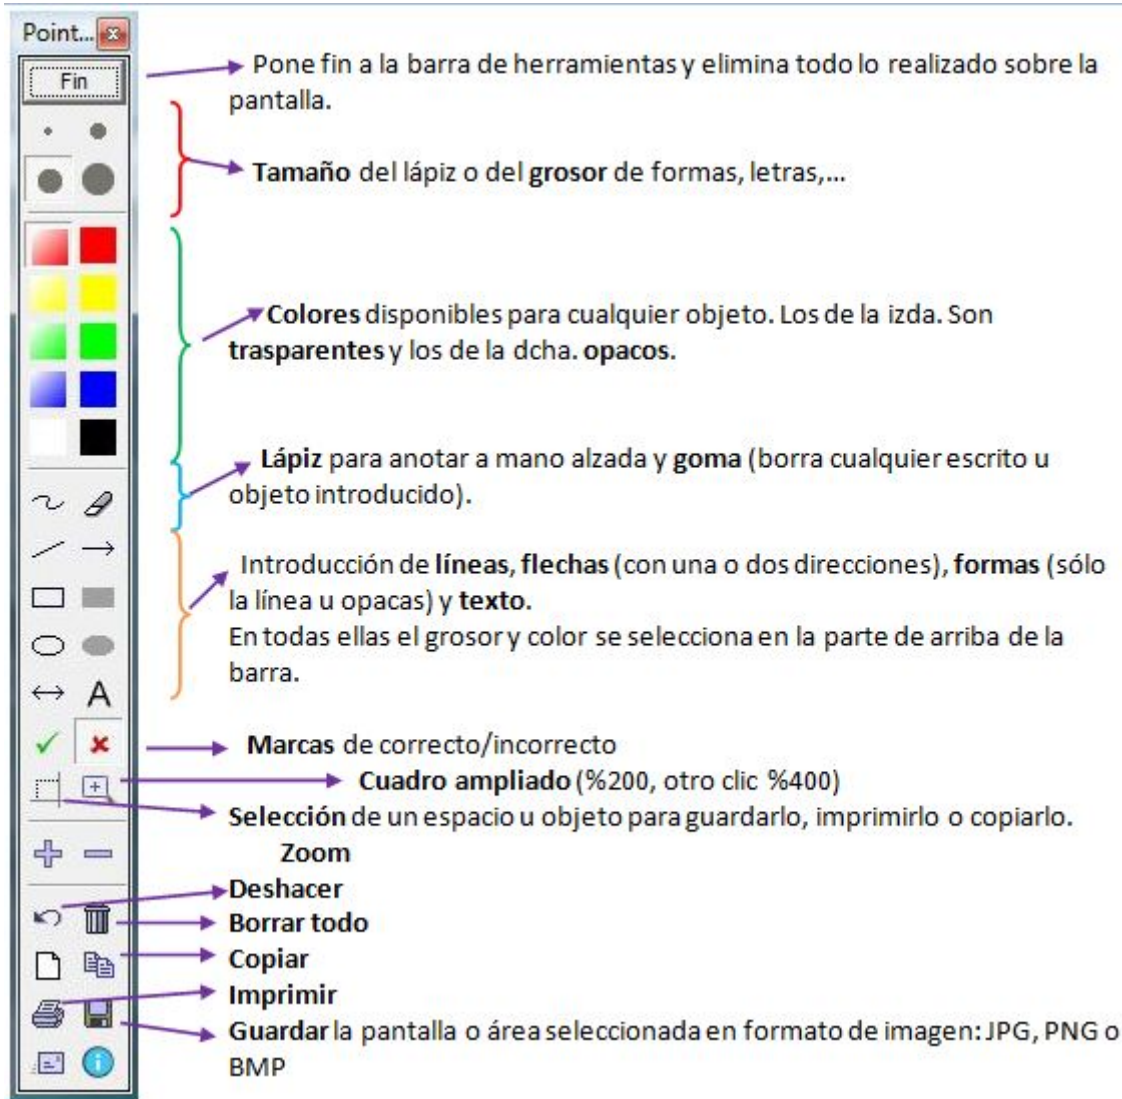 Point...
Fin
Pone fin a la barra de herramientas y elimina todo lo realizado sobre la
pantalla.
Tamaño del lápiz o del grosor de formas, letras,...
Colores disponibles para cualquier objeto. Los de la izda. Son
trasparentes y los de la dcha. opacos.
Lápiz para anotar a mano alzada y goma (borra cualquier escrito u
objeto introducido).
Introducción de líneas, flechas (con una o dos direcciones), formas (sólo
la línea u opacas) y texto.
En todas ellas el grosor y color se selecciona en la parte de arriba de la
barra.
A
Marcas de correcto/incorrecto
Cuadro ampliado (%200, otro clic %400)
Selección de un espacio u objeto para guardarlo, imprimirlo o copiarlo.
Zoom
Deshacer
Borrar todo
Copiar
Imprimir
Guardar la pantalla o área seleccionada en formato de imagen: JPG, PNG o
BMP